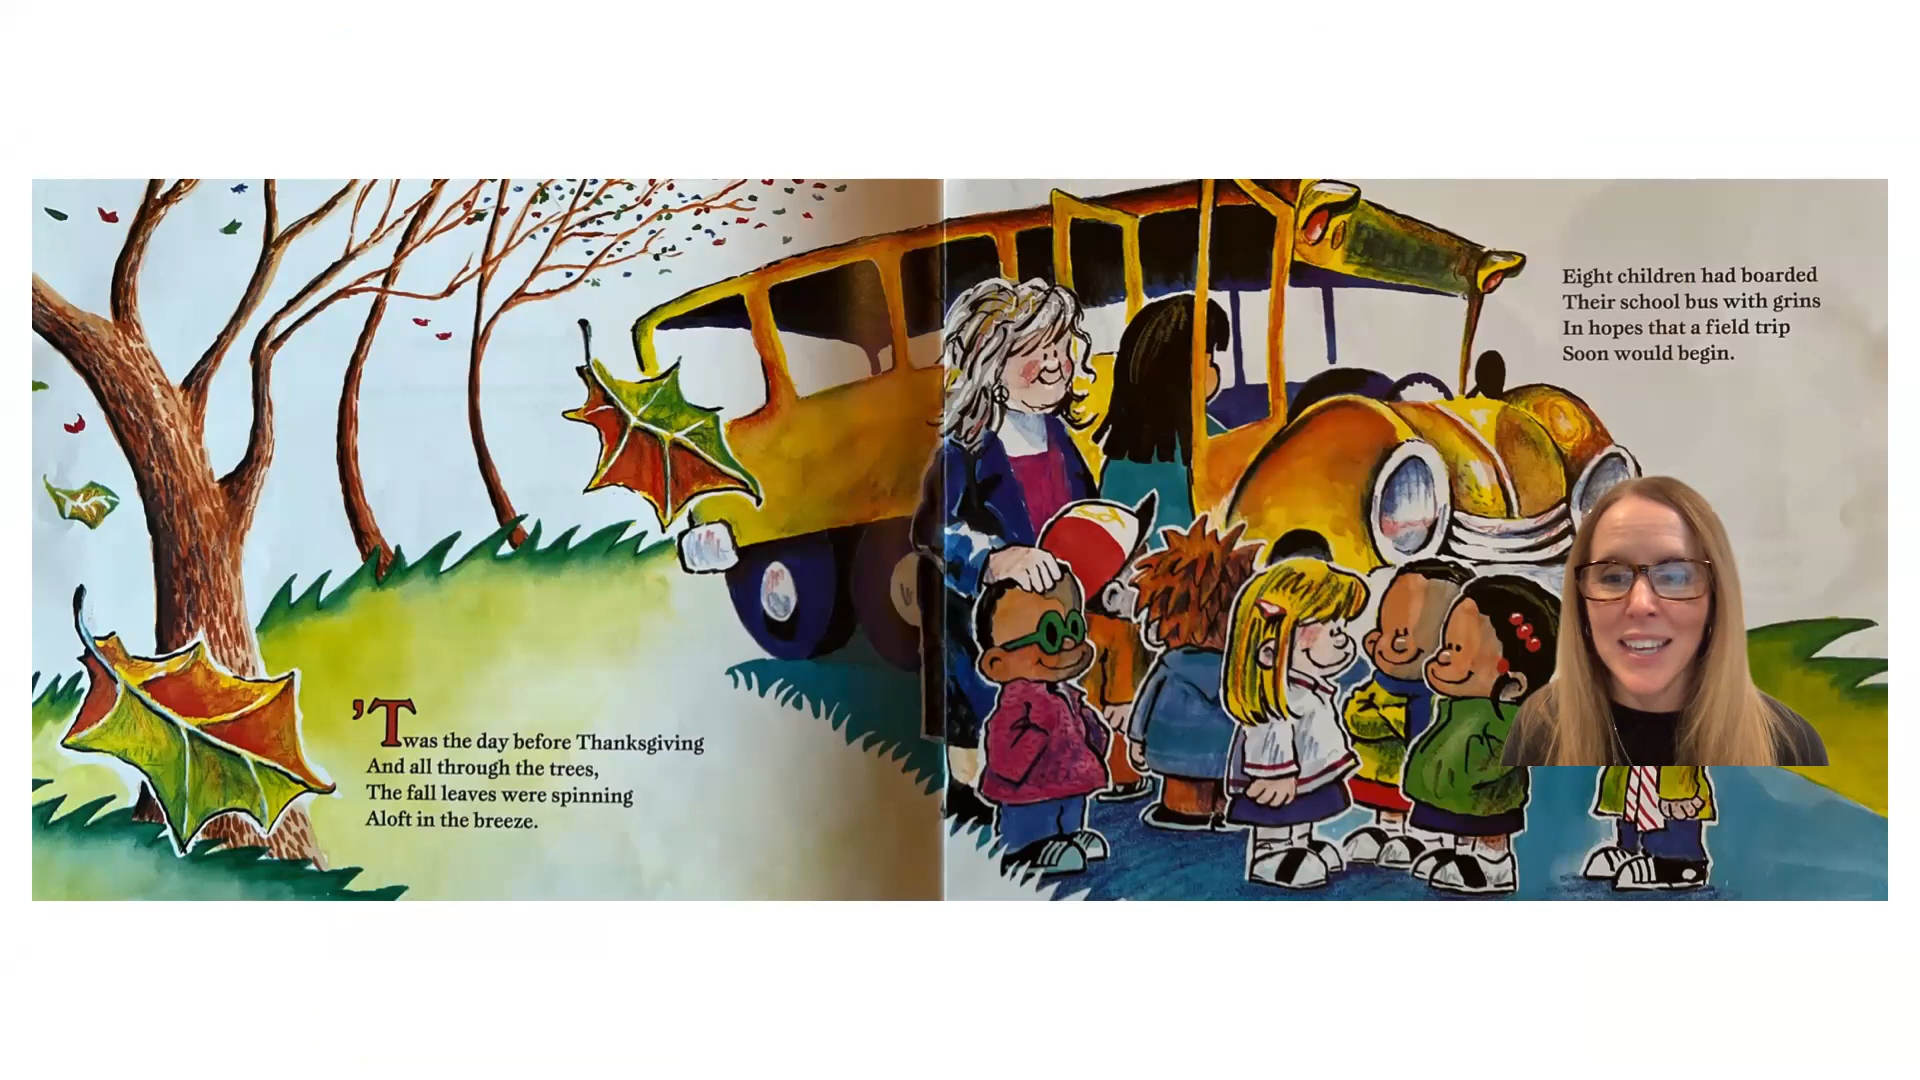 ’Twas the day before Thanksgiving
And all through the trees,
The fall leaves were spinning
Aloft in the breeze.
Eight children had boarded
Their school bus with grins
In hopes that a field trip
Soon would begin.